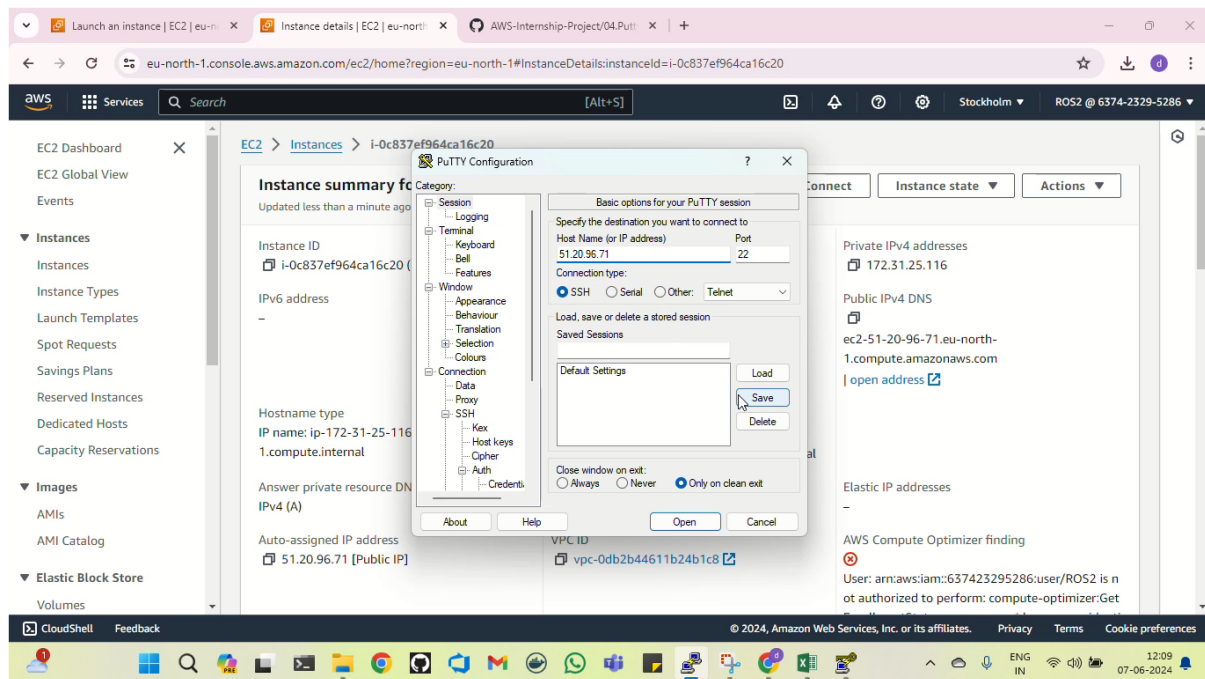 Launch an instance | EC2 | eu-n
Instance details | EC2 | eu-north
AWS-Internship-Project/04.Putt
eu-north-1.console.aws.amazon.com/ec2/home?region=eu-north-1#InstanceDetails:instanceId=i-0c837ef964ca16c20
d
aws
Services
Search
[Alt+S]
Stockholm
ROS2 @ 6374-2329-5286
EC2 Dashboard
EC2 Global View
Events
Instances
Instances
Instance Types
Launch Templates
Spot Requests
Savings Plans
Reserved Instances
Dedicated Hosts
Capacity Reservations
Images
AMIs
AMI Catalog
Elastic Block Store
Volumes
EC2 > Instances > i-0c837ef964ca16c20
Instance summary fo
Updated less than a minute ago
Connect
Instance state
Actions
Instance ID
i-0c837ef964ca16c20 (
IPv6 address
–
Hostname type
IP name: ip-172-31-25-116
1.compute.internal
Answer private resource DN
IPv4 (A)
Auto-assigned IP address
51.20.96.71 [Public IP]
VPC ID
vpc-0db2b44611b24b1c8
Private IPv4 addresses
172.31.25.116
Public IPv4 DNS
ec2-51-20-96-71.eu-north-
1.compute.amazonaws.com
| open address
al
Elastic IP addresses
–
AWS Compute Optimizer finding
User: arn:aws:iam::637423295286:user/ROS2 is n
ot authorized to perform: compute-optimizer:Get
PuTTY Configuration
?
Category:
Session
Logging
Terminal
Keyboard
Bell
Features
Window
Appearance
Behaviour
Translation
Selection
Colours
Connection
Data
Proxy
SSH
Kex
Host keys
Cipher
Auth
Credenti
Basic options for your PuTTY session
Specify the destination you want to connect to
Host Name (or IP address)
Port
51.20.96.71
22
Connection type:
SSH
Serial
Other:
Telnet
Load, save or delete a stored session
Saved Sessions
Default Settings
Load
Save
Delete
Close window on exit:
Always
Never
Only on clean exit
About
Help
Open
Cancel
CloudShell
Feedback
© 2024, Amazon Web Services, Inc. or its affiliates.
Privacy
Terms
Cookie preferences
1
PRE
d
ENG
IN
12:09
07-06-2024